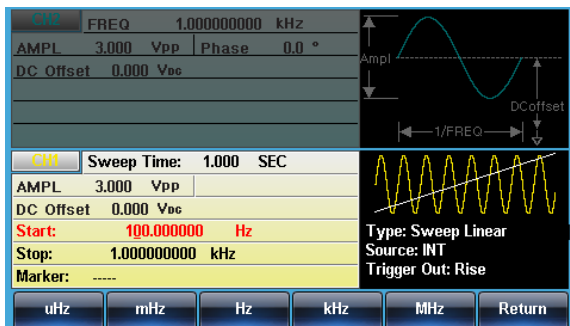 CH2 FREQ 1.000000000 kHz
AMPL 3.000 VPP Phase 0.0 °
DC Offset 0.000 VDC
Ampl
DCoffset
1/FREQ
CH1 Sweep Time: 1.000 SEC
AMPL 3.000 VPP
DC Offset 0.000 VDC
Start: 100.000000 Hz
Stop: 1.000000000 kHz
Marker: -----
Type: Sweep Linear
Source: INT
Trigger Out: Rise
uHz mHz Hz kHz MHz Return